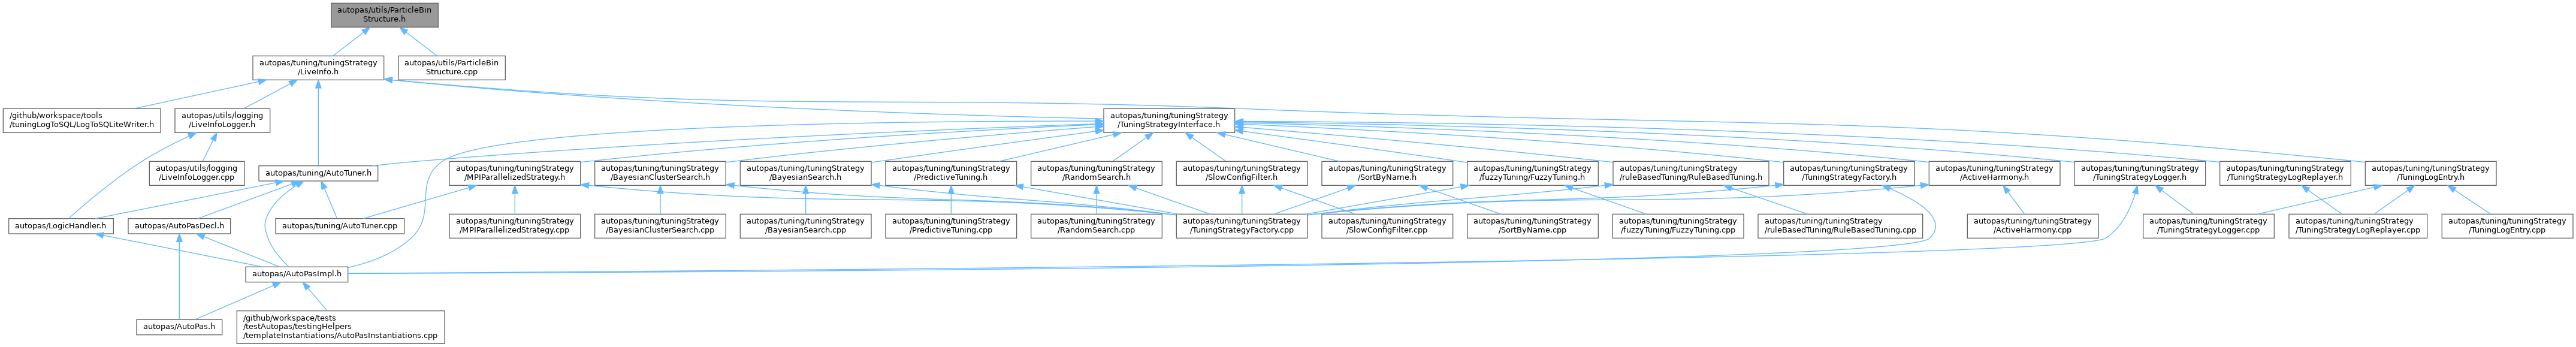 autopas/utils/ParticleBin
Structure.h
autopas/tuning/tuningStrategy
/LiveInfo.h
autopas/utils/ParticleBin
Structure.cpp
/github/workspace/tools
/tuningLogToSQL/LogToSQLiteWriter.h
autopas/utils/logging
/LiveInfoLogger.h
autopas/tuning/tuningStrategy
/TuningStrategyInterface.h
autopas/utils/logging
/LiveInfoLogger.cpp
autopas/tuning/AutoTuner.h
autopas/tuning/tuningStrategy
/MPIParallelizedStrategy.h
autopas/tuning/tuningStrategy
/BayesianClusterSearch.h
autopas/tuning/tuningStrategy
/BayesianSearch.h
autopas/tuning/tuningStrategy
/PredictiveTuning.h
autopas/tuning/tuningStrategy
/RandomSearch.h
autopas/tuning/tuningStrategy
/SlowConfigFilter.h
autopas/tuning/tuningStrategy
/SortByName.h
autopas/tuning/tuningStrategy
/fuzzyTuning/FuzzyTuning.h
autopas/tuning/tuningStrategy
/ruleBasedTuning/RuleBasedTuning.h
autopas/tuning/tuningStrategy
/TuningStrategyFactory.h
autopas/tuning/tuningStrategy
/ActiveHarmony.h
autopas/tuning/tuningStrategy
/TuningStrategyLogger.h
autopas/tuning/tuningStrategy
/TuningStrategyLogReplayer.h
autopas/tuning/tuningStrategy
/TuningLogEntry.h
autopas/LogicHandler.h
autopas/AutoPasDecl.h
autopas/tuning/AutoTuner.cpp
autopas/tuning/tuningStrategy
/MPIParallelizedStrategy.cpp
autopas/tuning/tuningStrategy
/BayesianClusterSearch.cpp
autopas/tuning/tuningStrategy
/BayesianSearch.cpp
autopas/tuning/tuningStrategy
/PredictiveTuning.cpp
autopas/tuning/tuningStrategy
/RandomSearch.cpp
autopas/tuning/tuningStrategy
/TuningStrategyFactory.cpp
autopas/tuning/tuningStrategy
/SlowConfigFilter.cpp
autopas/tuning/tuningStrategy
/SortByName.cpp
autopas/tuning/tuningStrategy
/fuzzyTuning/FuzzyTuning.cpp
autopas/tuning/tuningStrategy
/ruleBasedTuning/RuleBasedTuning.cpp
autopas/tuning/tuningStrategy
/ActiveHarmony.cpp
autopas/tuning/tuningStrategy
/TuningStrategyLogger.cpp
autopas/tuning/tuningStrategy
/TuningStrategyLogReplayer.cpp
autopas/tuning/tuningStrategy
/TuningLogEntry.cpp
autopas/AutoPasImpl.h
autopas/AutoPas.h
/github/workspace/tests
/testAutopas/testingHelpers
/templateInstantiations/AutoPasInstantiations.cpp